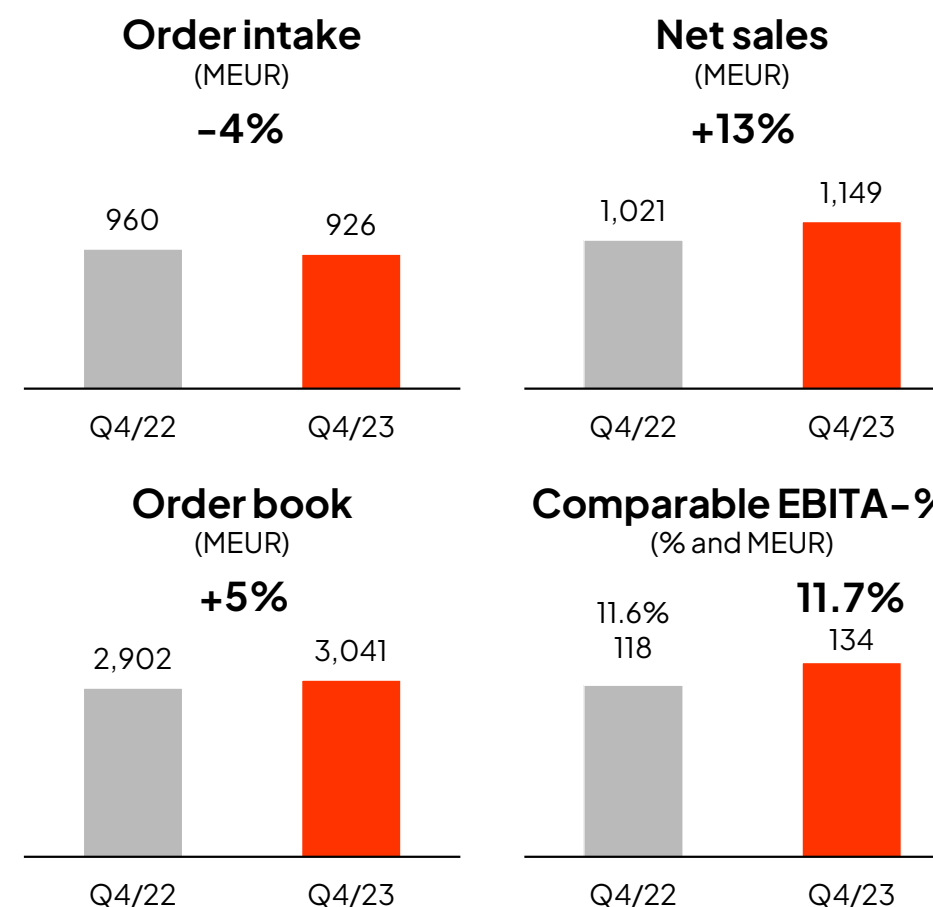 Order intake
(MEUR)
-4%
960
926
Q4/22
Q4/23
Net sales
(MEUR)
+13%
1,021
1,149
Q4/22
Q4/23
Order book
(MEUR)
+5%
2,902
3,041
Q4/22
Q4/23
Comparable EBITA-%
(% and MEUR)
11.6%
118
11.7%
134
Q4/22
Q4/23